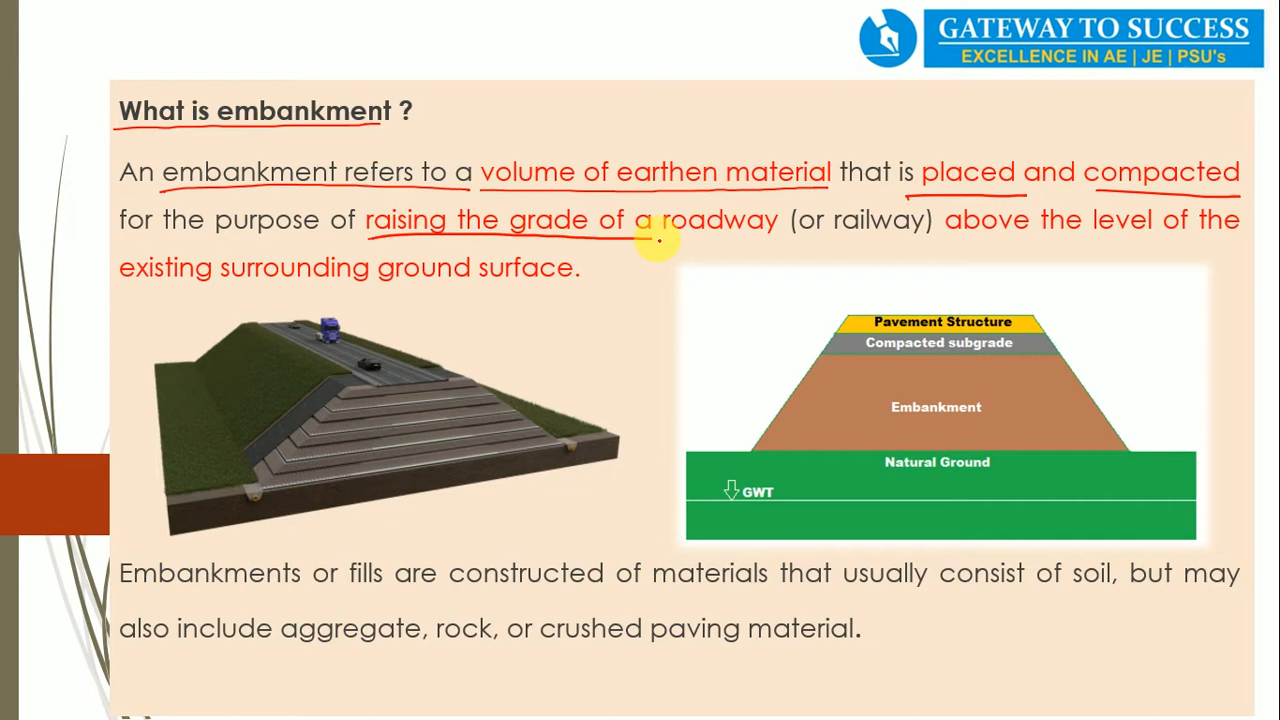 GATEWAY TO SUCCESS
EXCELLENCE IN AE | JE | PSU's
What is embankment ?
An embankment refers to a volume of earthen material that is placed and compacted
for the purpose of raising the grade of a roadway (or railway) above the level of the
existing surrounding ground surface.
Pavement Structure
Compacted subgrade
Embankment
Natural Ground
GWT
Embankments or fills are constructed of materials that usually consist of soil, but may
also include aggregate, rock, or crushed paving material.